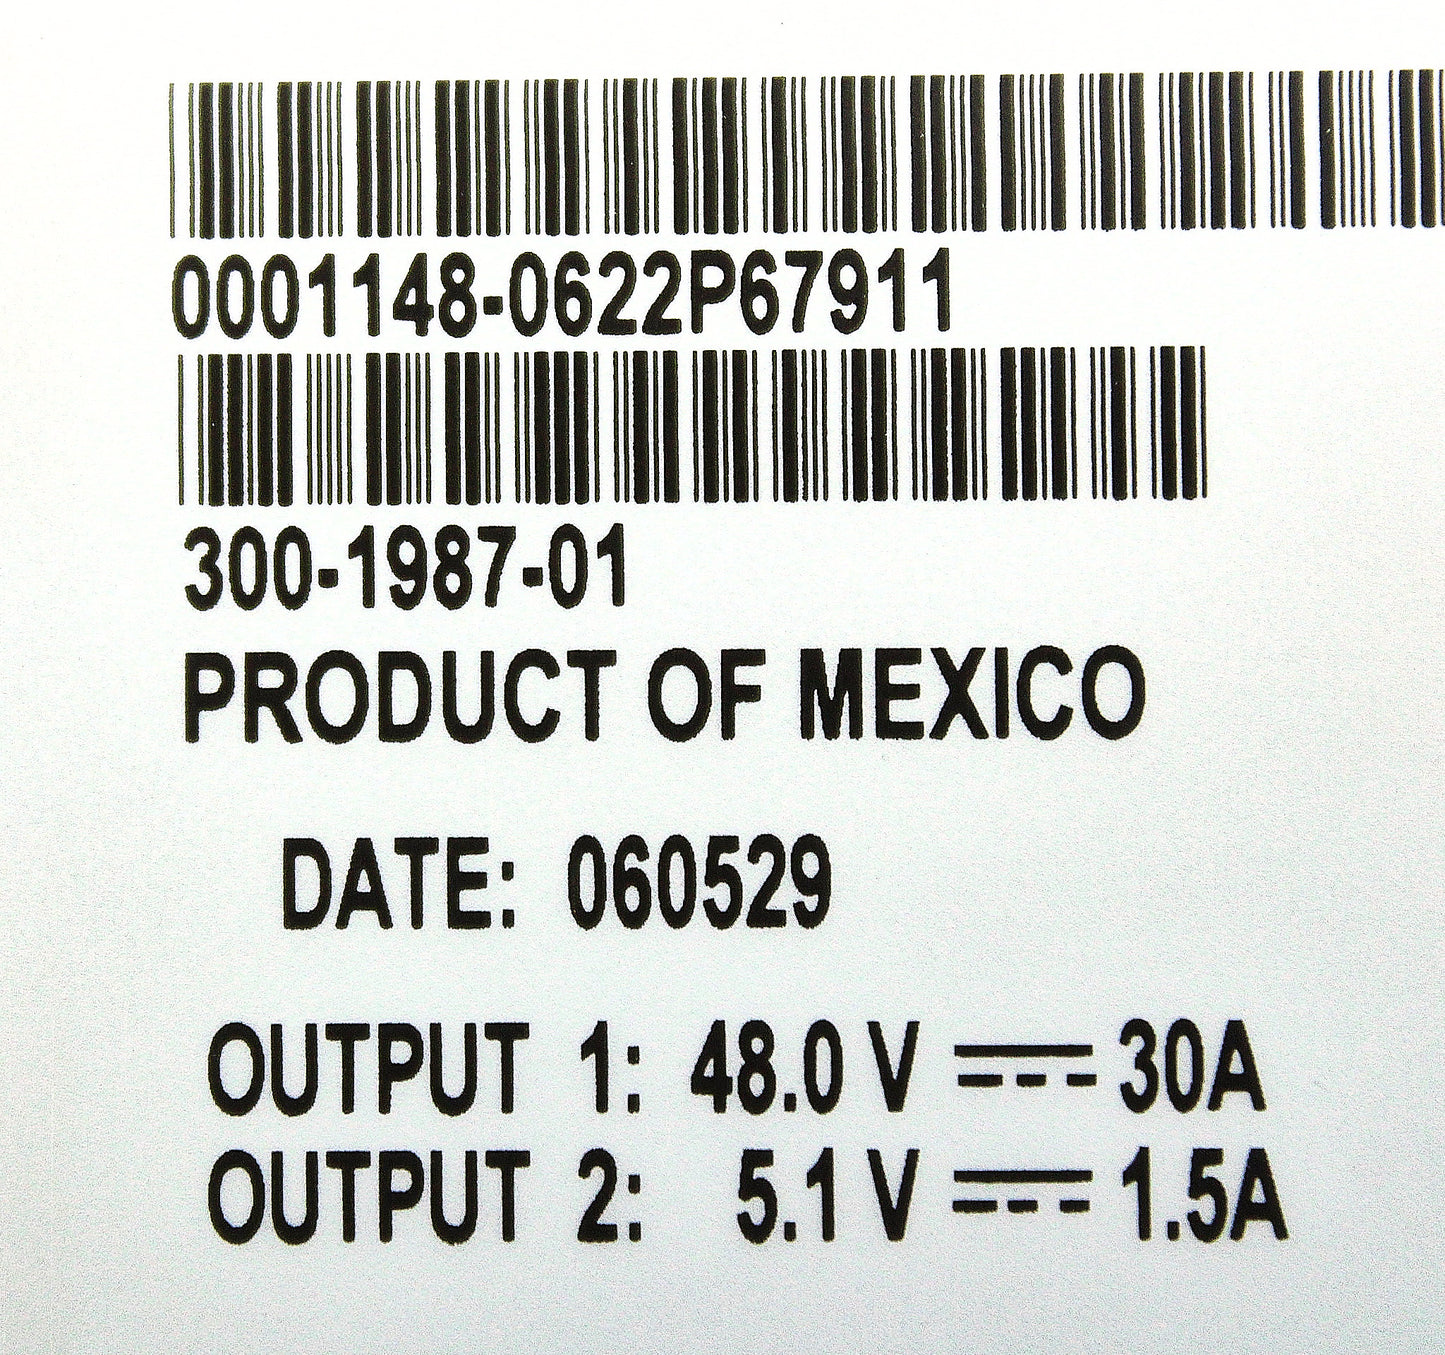 0001148-0622P67911
300-1987-01
PRODUCT OF MEXICO
DATE: 060529
OUTPUT 1: 48.0 V ⎓ 30A
OUTPUT 2: 5.1 V ⎓ 1.5A